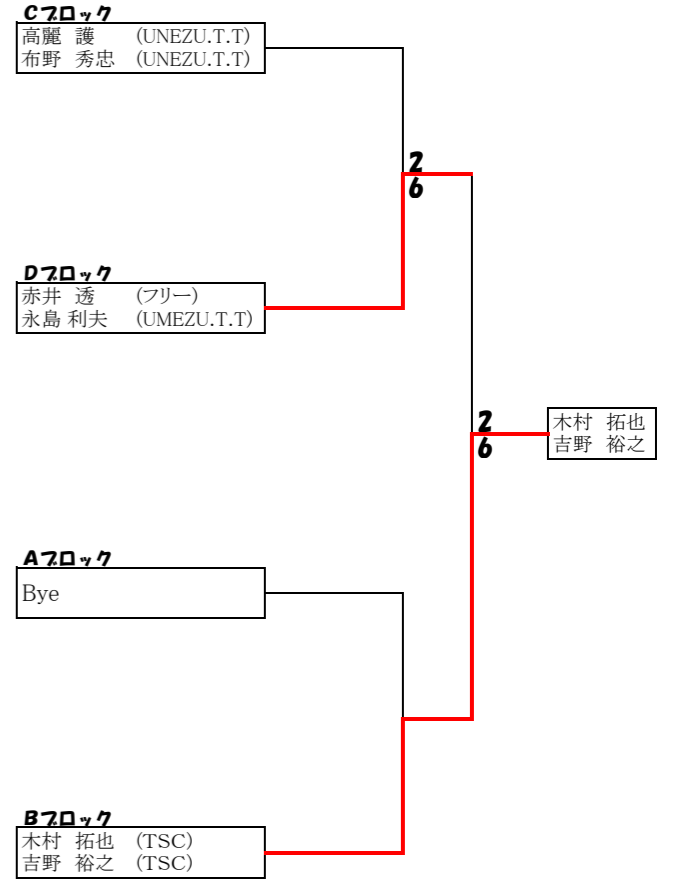 Cブロック
高麗 護 (UNEZU.T.T)
布野 秀忠 (UNEZU.T.T)
2
6
Dブロック
赤井 透 (フリー)
永島 利夫 (UMEZU.T.T)
2
6
木村 拓也
吉野 裕之
Aブロック
Bye
Bブロック
木村 拓也 (TSC)
吉野 裕之 (TSC)